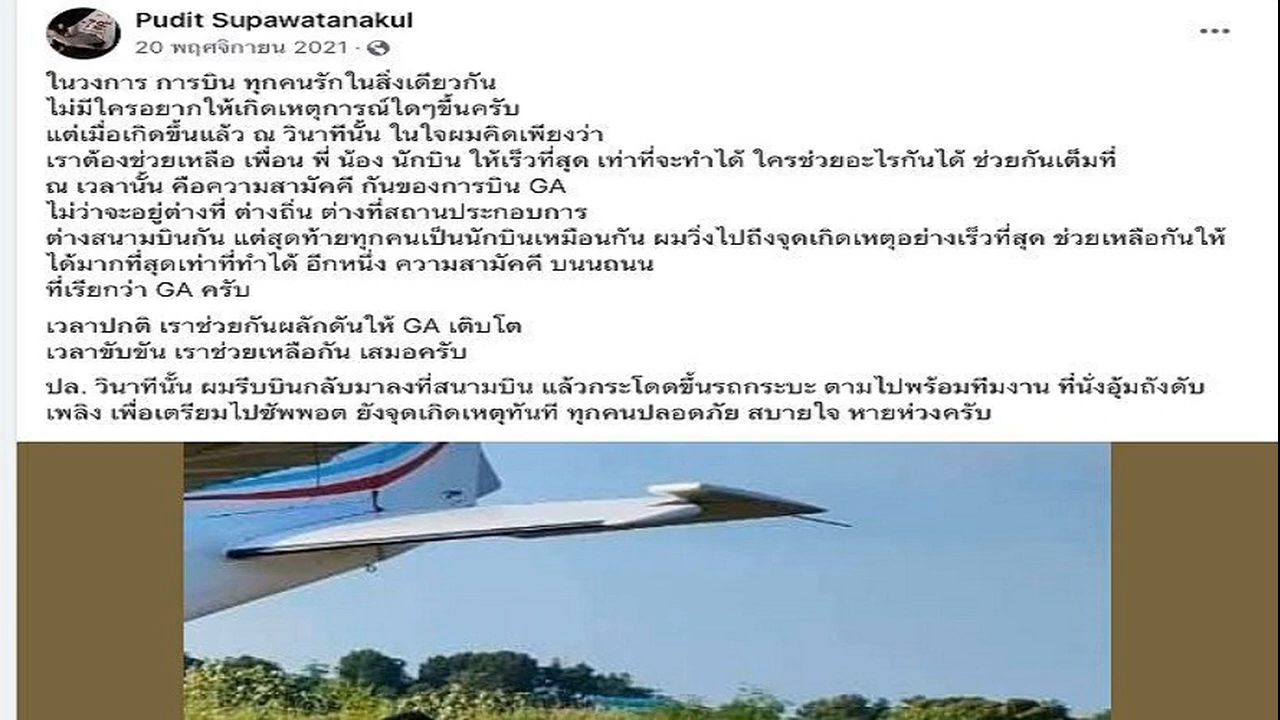 Pudit Supawatanakul
20 พฤศจิกายน 2021 ·
ในวงการ การบิน ทุกคนรักในสิ่งเดียวกัน
ไม่มีใครอยากให้เกิดเหตุการณ์ใดๆขึ้นครับ
แต่เมื่อเกิดขึ้นแล้ว ณ วินาทีนั้น ในใจผมคิดเพียงว่า
เราต้องช่วยเหลือ เพื่อน พี่ น้อง นักบิน ให้เร็วที่สุด เท่าที่จะทำได้ ใครช่วยอะไรกันได้ ช่วยกันเต็มที่
ณ เวลานั้น คือความสามัคคี กันของการบิน GA
ไม่ว่าจะอยู่ต่างที่ ต่างถิ่น ต่างที่สถานประกอบการ
ต่างสนามบินกัน แต่สุดท้ายทุกคนเป็นนักบินเหมือนกัน ผมวิ่งไปถึงจุดเกิดเหตุอย่างเร็วที่สุด ช่วยเหลือกันให้
ได้มากที่สุดเท่าที่ทำได้ อีกหนึ่ง ความสามัคคี บนนถนน
ที่เรียกว่า GA ครับ
เวลาปกติ เราช่วยกันผลักดันให้ GA เติบโต
เวลาขับขัน เราช่วยเหลือกัน เสมอครับ
ปล. วินาทีนั้น ผมรีบบินกลับมาลงที่สนามบิน แล้วกระโดดขึ้นรถกระบะ ตามไปพร้อมทีมงาน ที่นั่งอุ้มถังดับ
เพลิง เพื่อเตรียมไปซัพพอต ยังจุดเกิดเหตุทันที ทุกคนปลอดภัย สบายใจ หายห่วงครับ